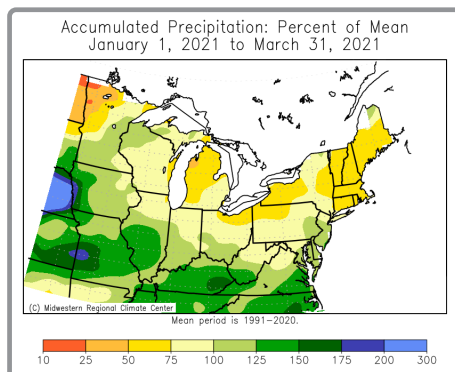 Accumulated Precipitation: Percent of Mean
January 1, 2021 to March 31, 2021
(C) Midwestern Regional Climate Center
Mean period is 1991-2020.
10 25 50 75 100 125 150 175 200 300